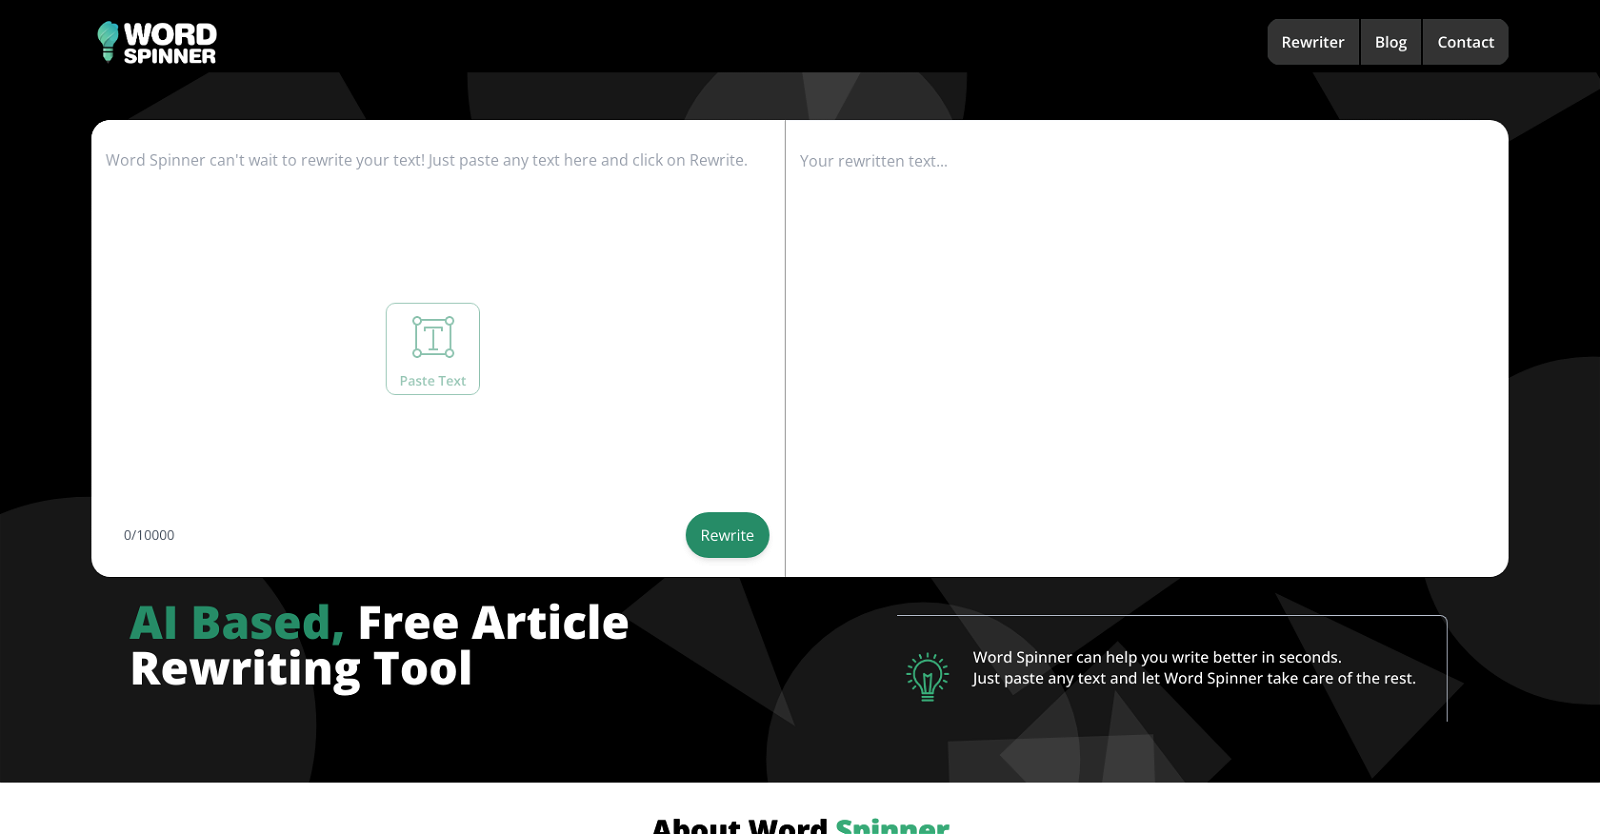 WORD
SPINNER
Rewriter
Blog
Contact
Word Spinner can't wait to rewrite your text! Just paste any text here and click on Rewrite.
Your rewritten text...
T
Paste Text
0/10000
Rewrite
AI Based, Free Article
Rewriting Tool
Word Spinner can help you write better in seconds.
Just paste any text and let Word Spinner take care of the rest.
About Word Spinner